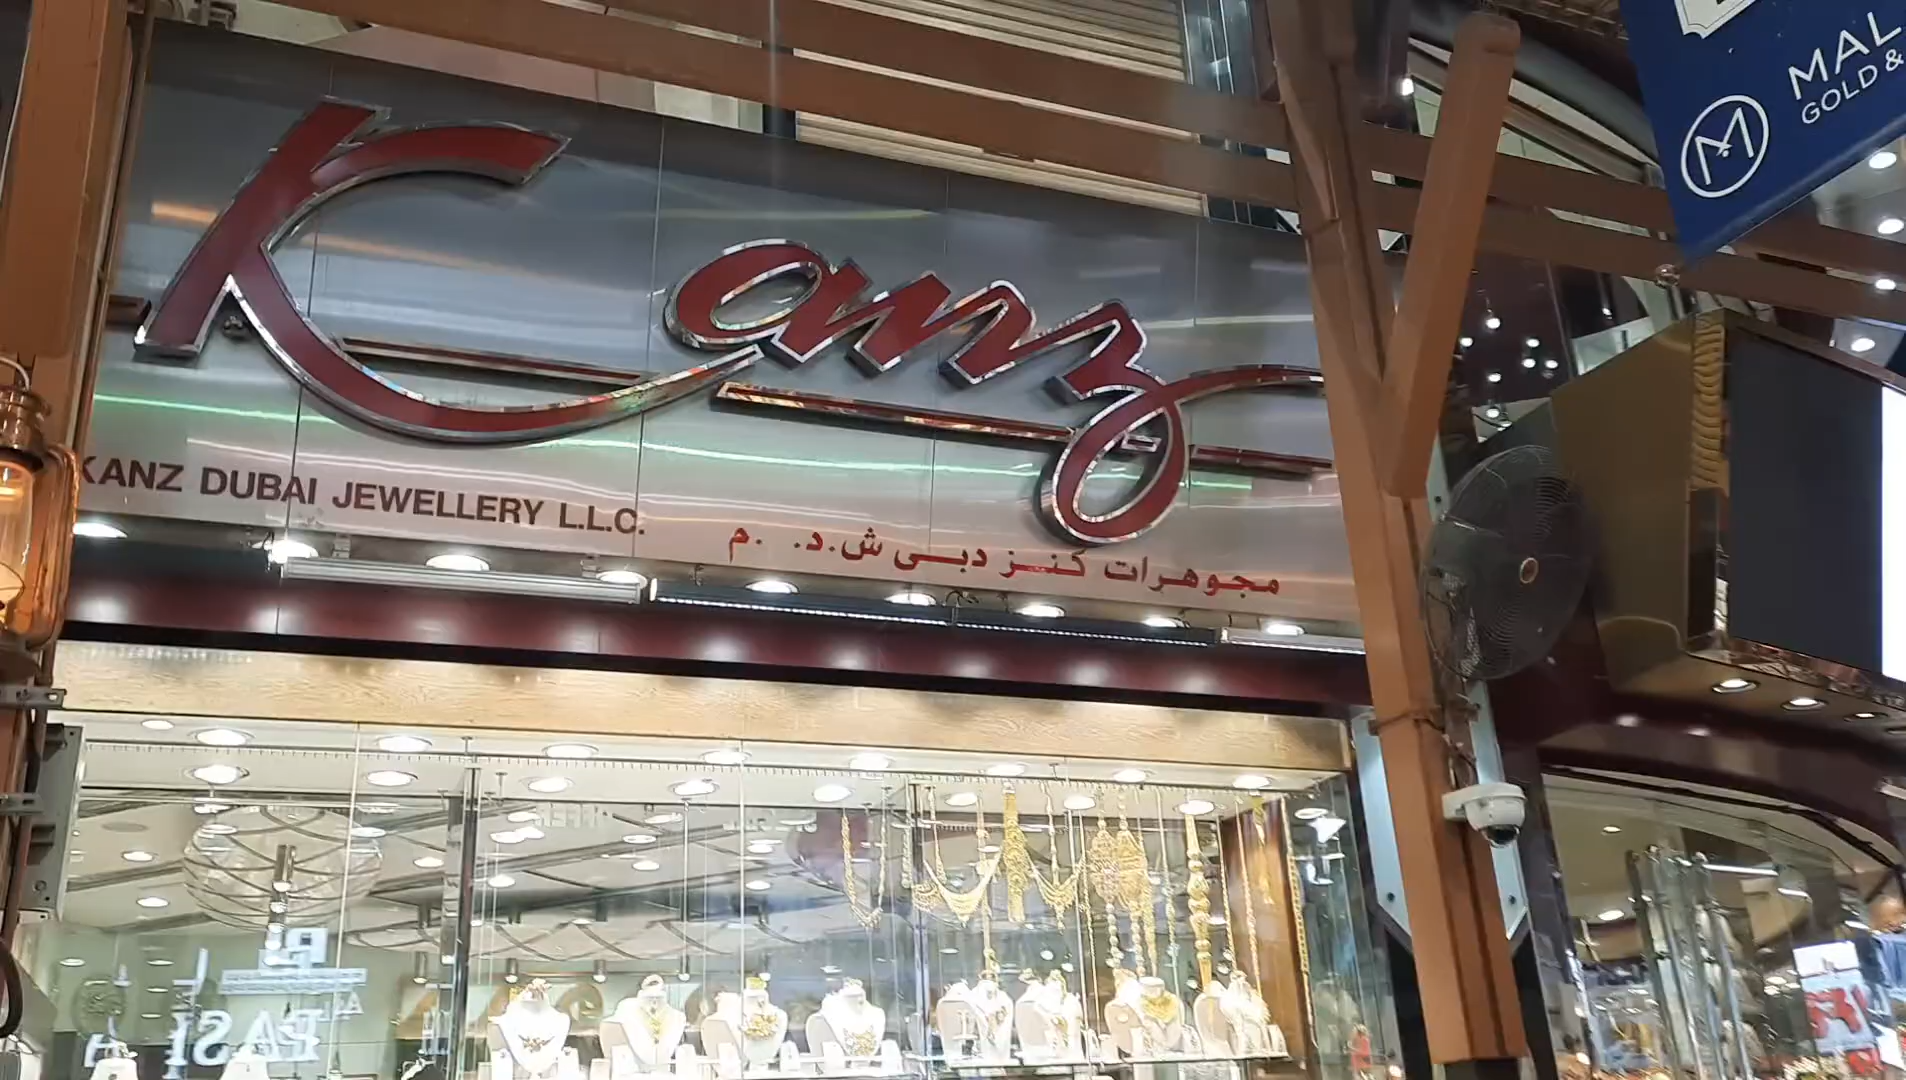 Kanz
KANZ DUBAI JEWELLERY L.L.C.
مجوهرات كنز دبي ش.د. .م
MAL
GOLD &
M